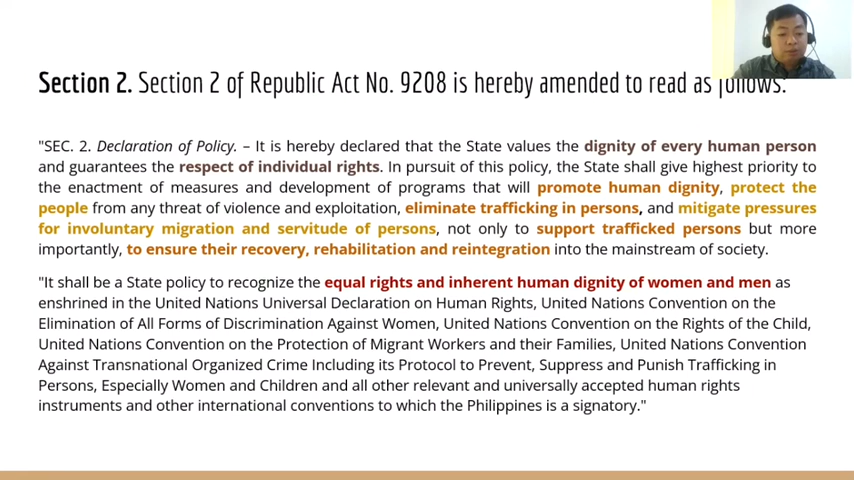 Section 2. Section 2 of Republic Act No. 9208 is hereby amended to read as follows:
"SEC. 2. Declaration of Policy. – It is hereby declared that the State values the dignity of every human person
and guarantees the respect of individual rights. In pursuit of this policy, the State shall give highest priority to
the enactment of measures and development of programs that will promote human dignity, protect the
people from any threat of violence and exploitation, eliminate trafficking in persons, and mitigate pressures
for involuntary migration and servitude of persons, not only to support trafficked persons but more
importantly, to ensure their recovery, rehabilitation and reintegration into the mainstream of society.
"It shall be a State policy to recognize the equal rights and inherent human dignity of women and men as
enshrined in the United Nations Universal Declaration on Human Rights, United Nations Convention on the
Elimination of All Forms of Discrimination Against Women, United Nations Convention on the Rights of the Child,
United Nations Convention on the Protection of Migrant Workers and their Families, United Nations Convention
Against Transnational Organized Crime Including its Protocol to Prevent, Suppress and Punish Trafficking in
Persons, Especially Women and Children and all other relevant and universally accepted human rights
instruments and other international conventions to which the Philippines is a signatory."